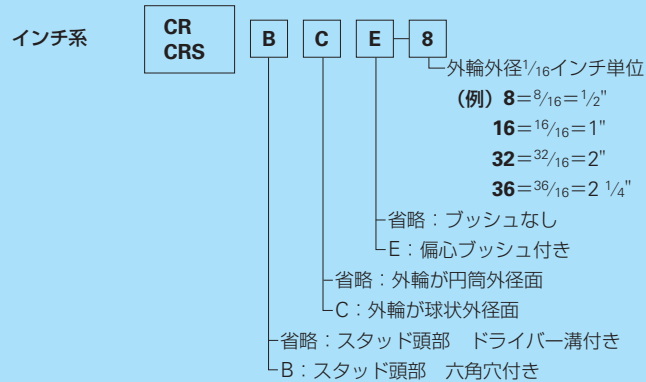 インチ系
CR
CRS
B C E 8
外輪外径1/16インチ単位
（例）8＝8/16＝1/2"
16＝16/16＝1"
32＝32/16＝2"
36＝36/16＝2 1/4"
省略：ブッシュなし
E：偏心ブッシュ付き
省略：外輪が円筒外径面
C：外輪が球状外径面
省略：スタッド頭部　ドライバー溝付き
B：スタッド頭部　六角穴付き